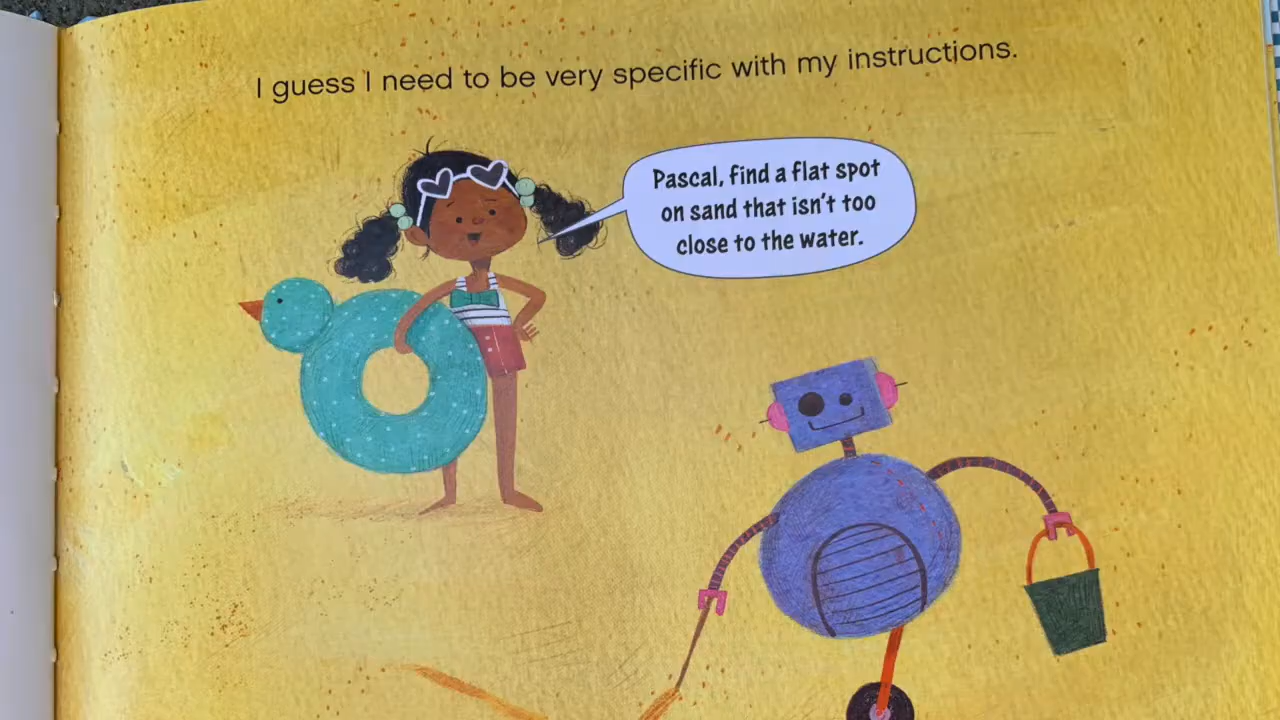 I guess I need to be very specific with my instructions.
Pascal, find a flat spot
on sand that isn't too
close to the water.